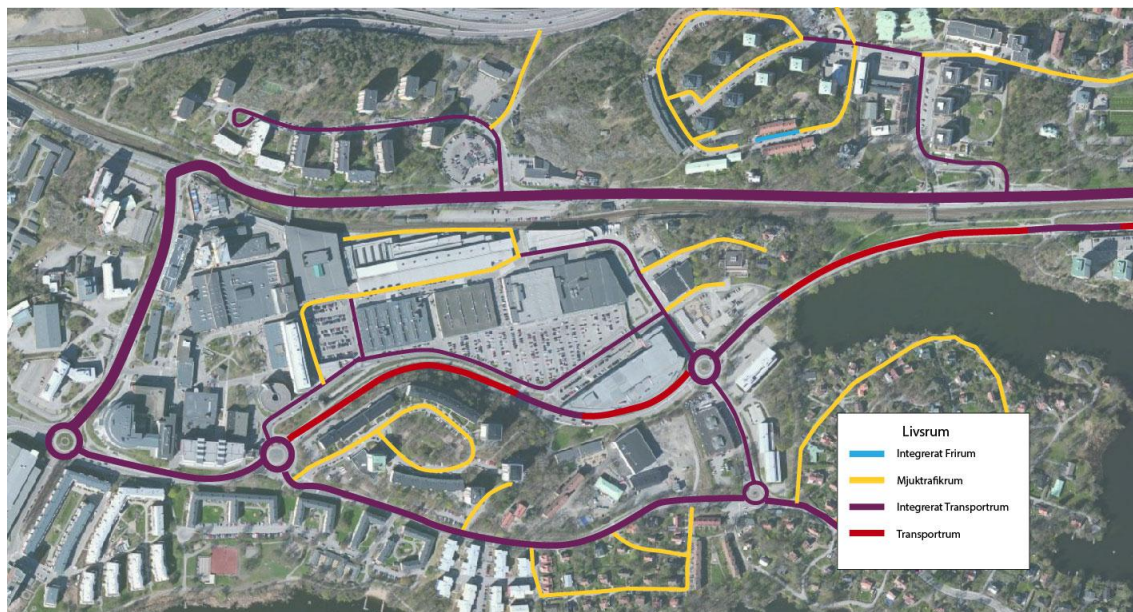 Livsrum
Integrerat Frirum
Mjuktrafikrum
Integrerat Transportrum
Transportrum